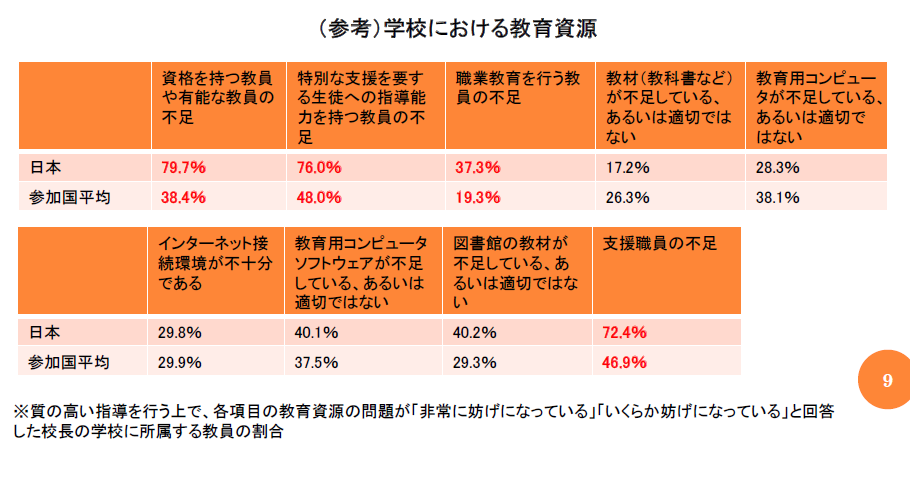 （参考）学校における教育資源
資格を持つ教員
や有能な教員の
不足
特別な支援を要す
る生徒への指導能
力を持つ教員の不
足
職業教育を行う教
員の不足
教材（教科書など）
が不足している、
あるいは適切では
ない
教育用コンピュー
タが不足している、
あるいは適切で
はない
日本 79.7% 76.0% 37.3% 17.2% 28.3%
参加国平均 38.4% 48.0% 19.3% 26.3% 38.1%
インターネット接
続環境が不十分
である
教育用コンピュータ
ソフトウェアが不足
している、あるいは
適切ではない
図書館の教材が
不足している、あ
るいは適切ではな
い
支援職員の不足
日本 29.8% 40.1% 40.2% 72.4%
参加国平均 29.9% 37.5% 29.3% 46.9%
9
※質の高い指導を行う上で、各項目の教育資源の問題が「非常に妨げになっている」「いくらか妨げになっている」と回答
した校長の学校に所属する教員の割合